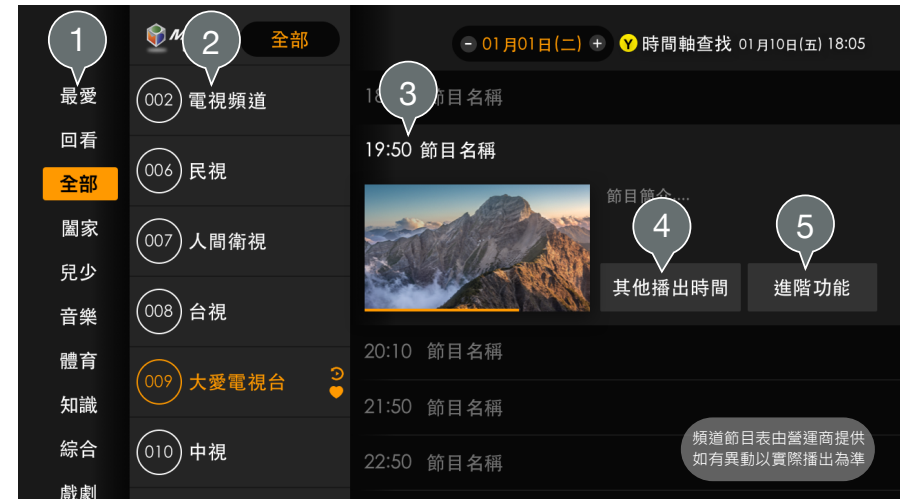 1
最愛
回看
全部
闔家
兒少
音樂
體育
知識
綜合
戲劇
2
全部
002 電視頻道
006 民視
007 人間衛視
008 台視
009 大愛電視台
010 中視
- 01月01日(二) +
Y 時間軸查找 01月10日(五) 18:05
3
節目名稱
19:50 節目名稱
節目簡介....
4
5
其他播出時間
進階功能
20:10 節目名稱
21:50 節目名稱
22:50 節目名稱
頻道節目表由營運商提供
如有異動以實際播出為準